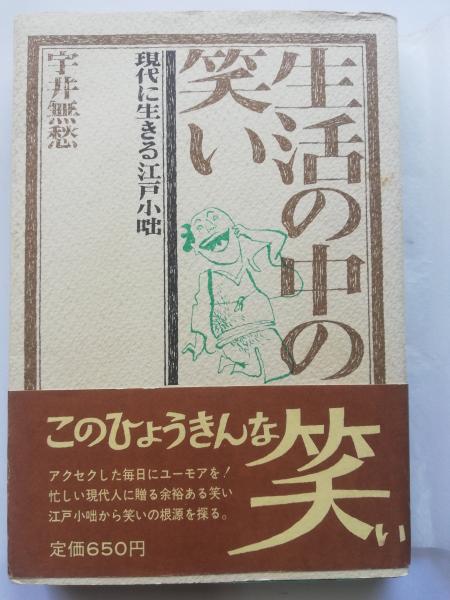 生活の中の
笑い
現代に生きる江戸小咄
宇井無愁
このひょうきんな
笑い
アクセクした毎日にユーモアを！
忙しい現代人に贈る余裕ある笑い
江戸小咄から笑いの根源を探る。
定価650円